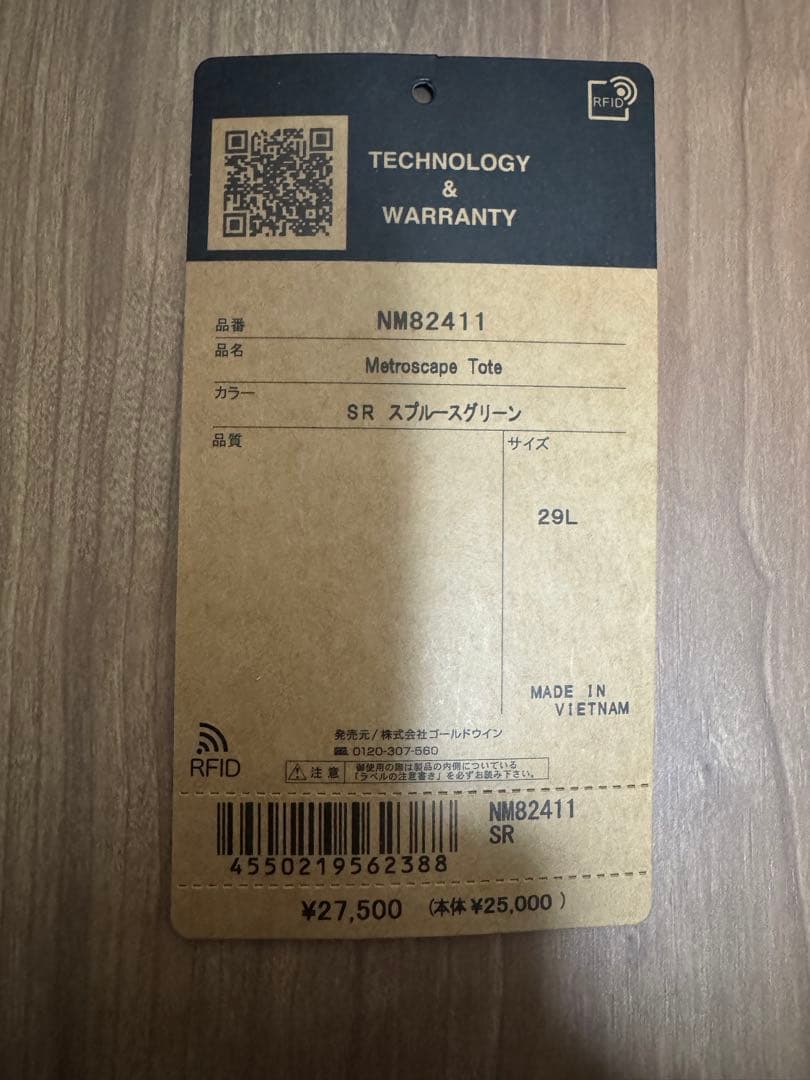 RFID
TECHNOLOGY
&
WARRANTY
品番 NM82411
品名 Metroscape Tote
カラー SR スプルースグリーン
品質
サイズ
29L
MADE IN
VIETNAM
発売元/株式会社ゴールドウイン
0120-307-560
RFID
注意
御使用の際は製品の内側についている
「ラベルの注意書き」を必ずお読み下さい。
NM82411
SR
4550219562388
¥27,500 (本体¥25,000)